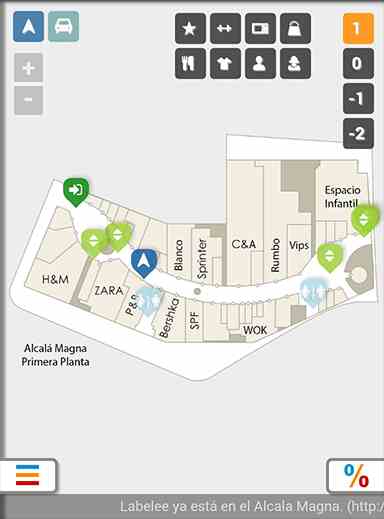 1
0
-1
-2
Espacio
Infantil
Blanco
Sprinter
C&A
Rumbo
Vips
H&M
ZARA
P&B
Bershka
SPF
WOK
Alcalá Magna
Primera Planta
%
Labelee ya está en el Alcala Magna. (http:/